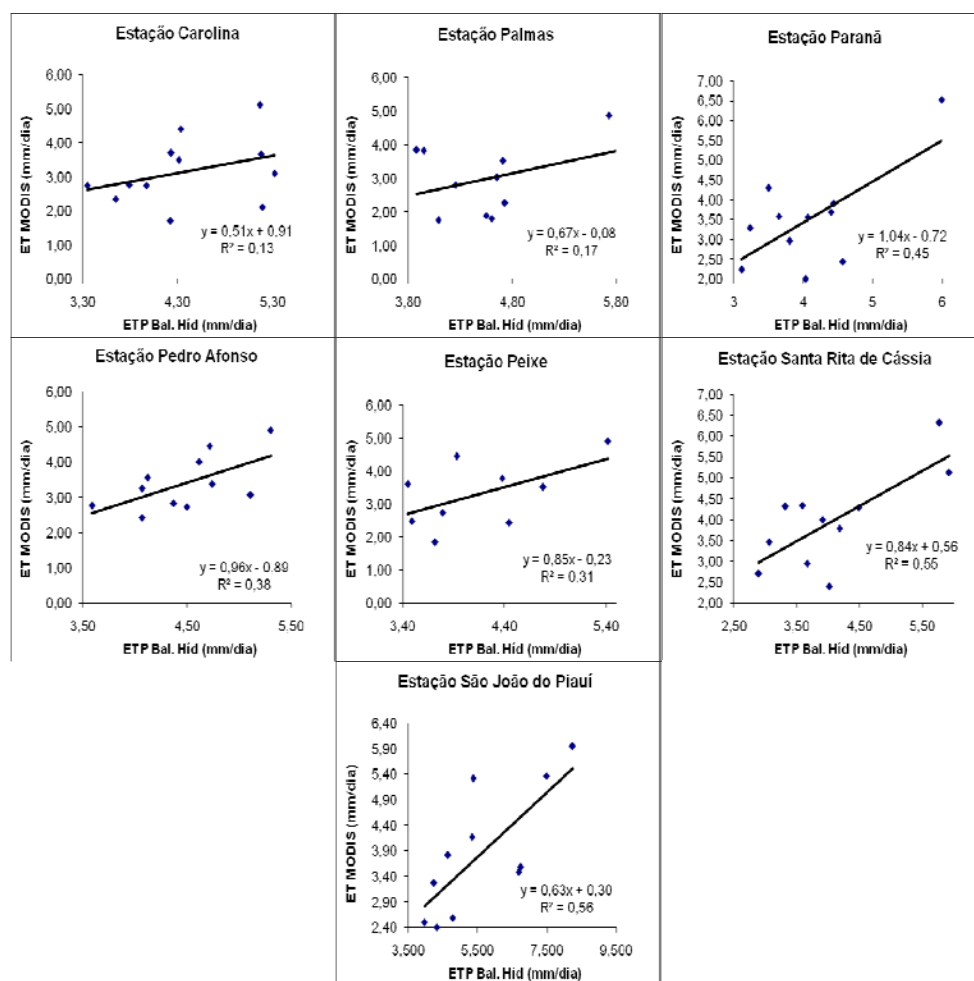 Estação Carolina
ET MODIS (mm/dia)
6,00
5,00
4,00
3,00
2,00
1,00
0,00
y = 0,51x + 0,91
R² = 0,13
3,30 4,30 5,30
ETP Bal. Híd (mm/dia)
Estação Palmas
ET MODIS (mm/dia)
6,00
5,00
4,00
3,00
2,00
1,00
0,00
y = 0,67x - 0,08
R² = 0,17
3,80 4,80 5,80
ETP Bal. Híd (mm/dia)
Estação Paranã
ET MODIS (mm/dia)
7,00
6,50
6,00
5,50
5,00
4,50
4,00
3,50
3,00
2,50
2,00
y = 1,04x - 0,72
R² = 0,45
3 4 5 6
ETP Bal. Híd (mm/dia)
Estação Pedro Afonso
ET MODIS (mm/dia)
6,00
5,00
4,00
3,00
2,00
1,00
0,00
y = 0,96x - 0,89
R² = 0,38
3,50 4,50 5,50
ETP Bal. Híd (mm/dia)
Estação Peixe
ET MODIS (mm/dia)
6,00
5,00
4,00
3,00
2,00
1,00
0,00
y = 0,85x - 0,23
R² = 0,31
3,40 4,40 5,40
ETP Bal. Híd (mm/dia)
Estação Santa Rita de Cássia
ET MODIS (mm/dia)
7,00
6,50
6,00
5,50
5,00
4,50
4,00
3,50
3,00
2,50
2,00
y = 0,84x + 0,56
R² = 0,55
2,50 3,50 4,50 5,50
ETP Bal. Híd (mm/dia)
Estação São João do Piauí
ET MODIS (mm/dia)
6,40
5,90
5,40
4,90
4,40
3,90
3,40
2,90
2,40
y = 0,63x + 0,30
R² = 0,56
3,500 5,500 7,500 9,500
ETP Bal. Híd (mm/dia)